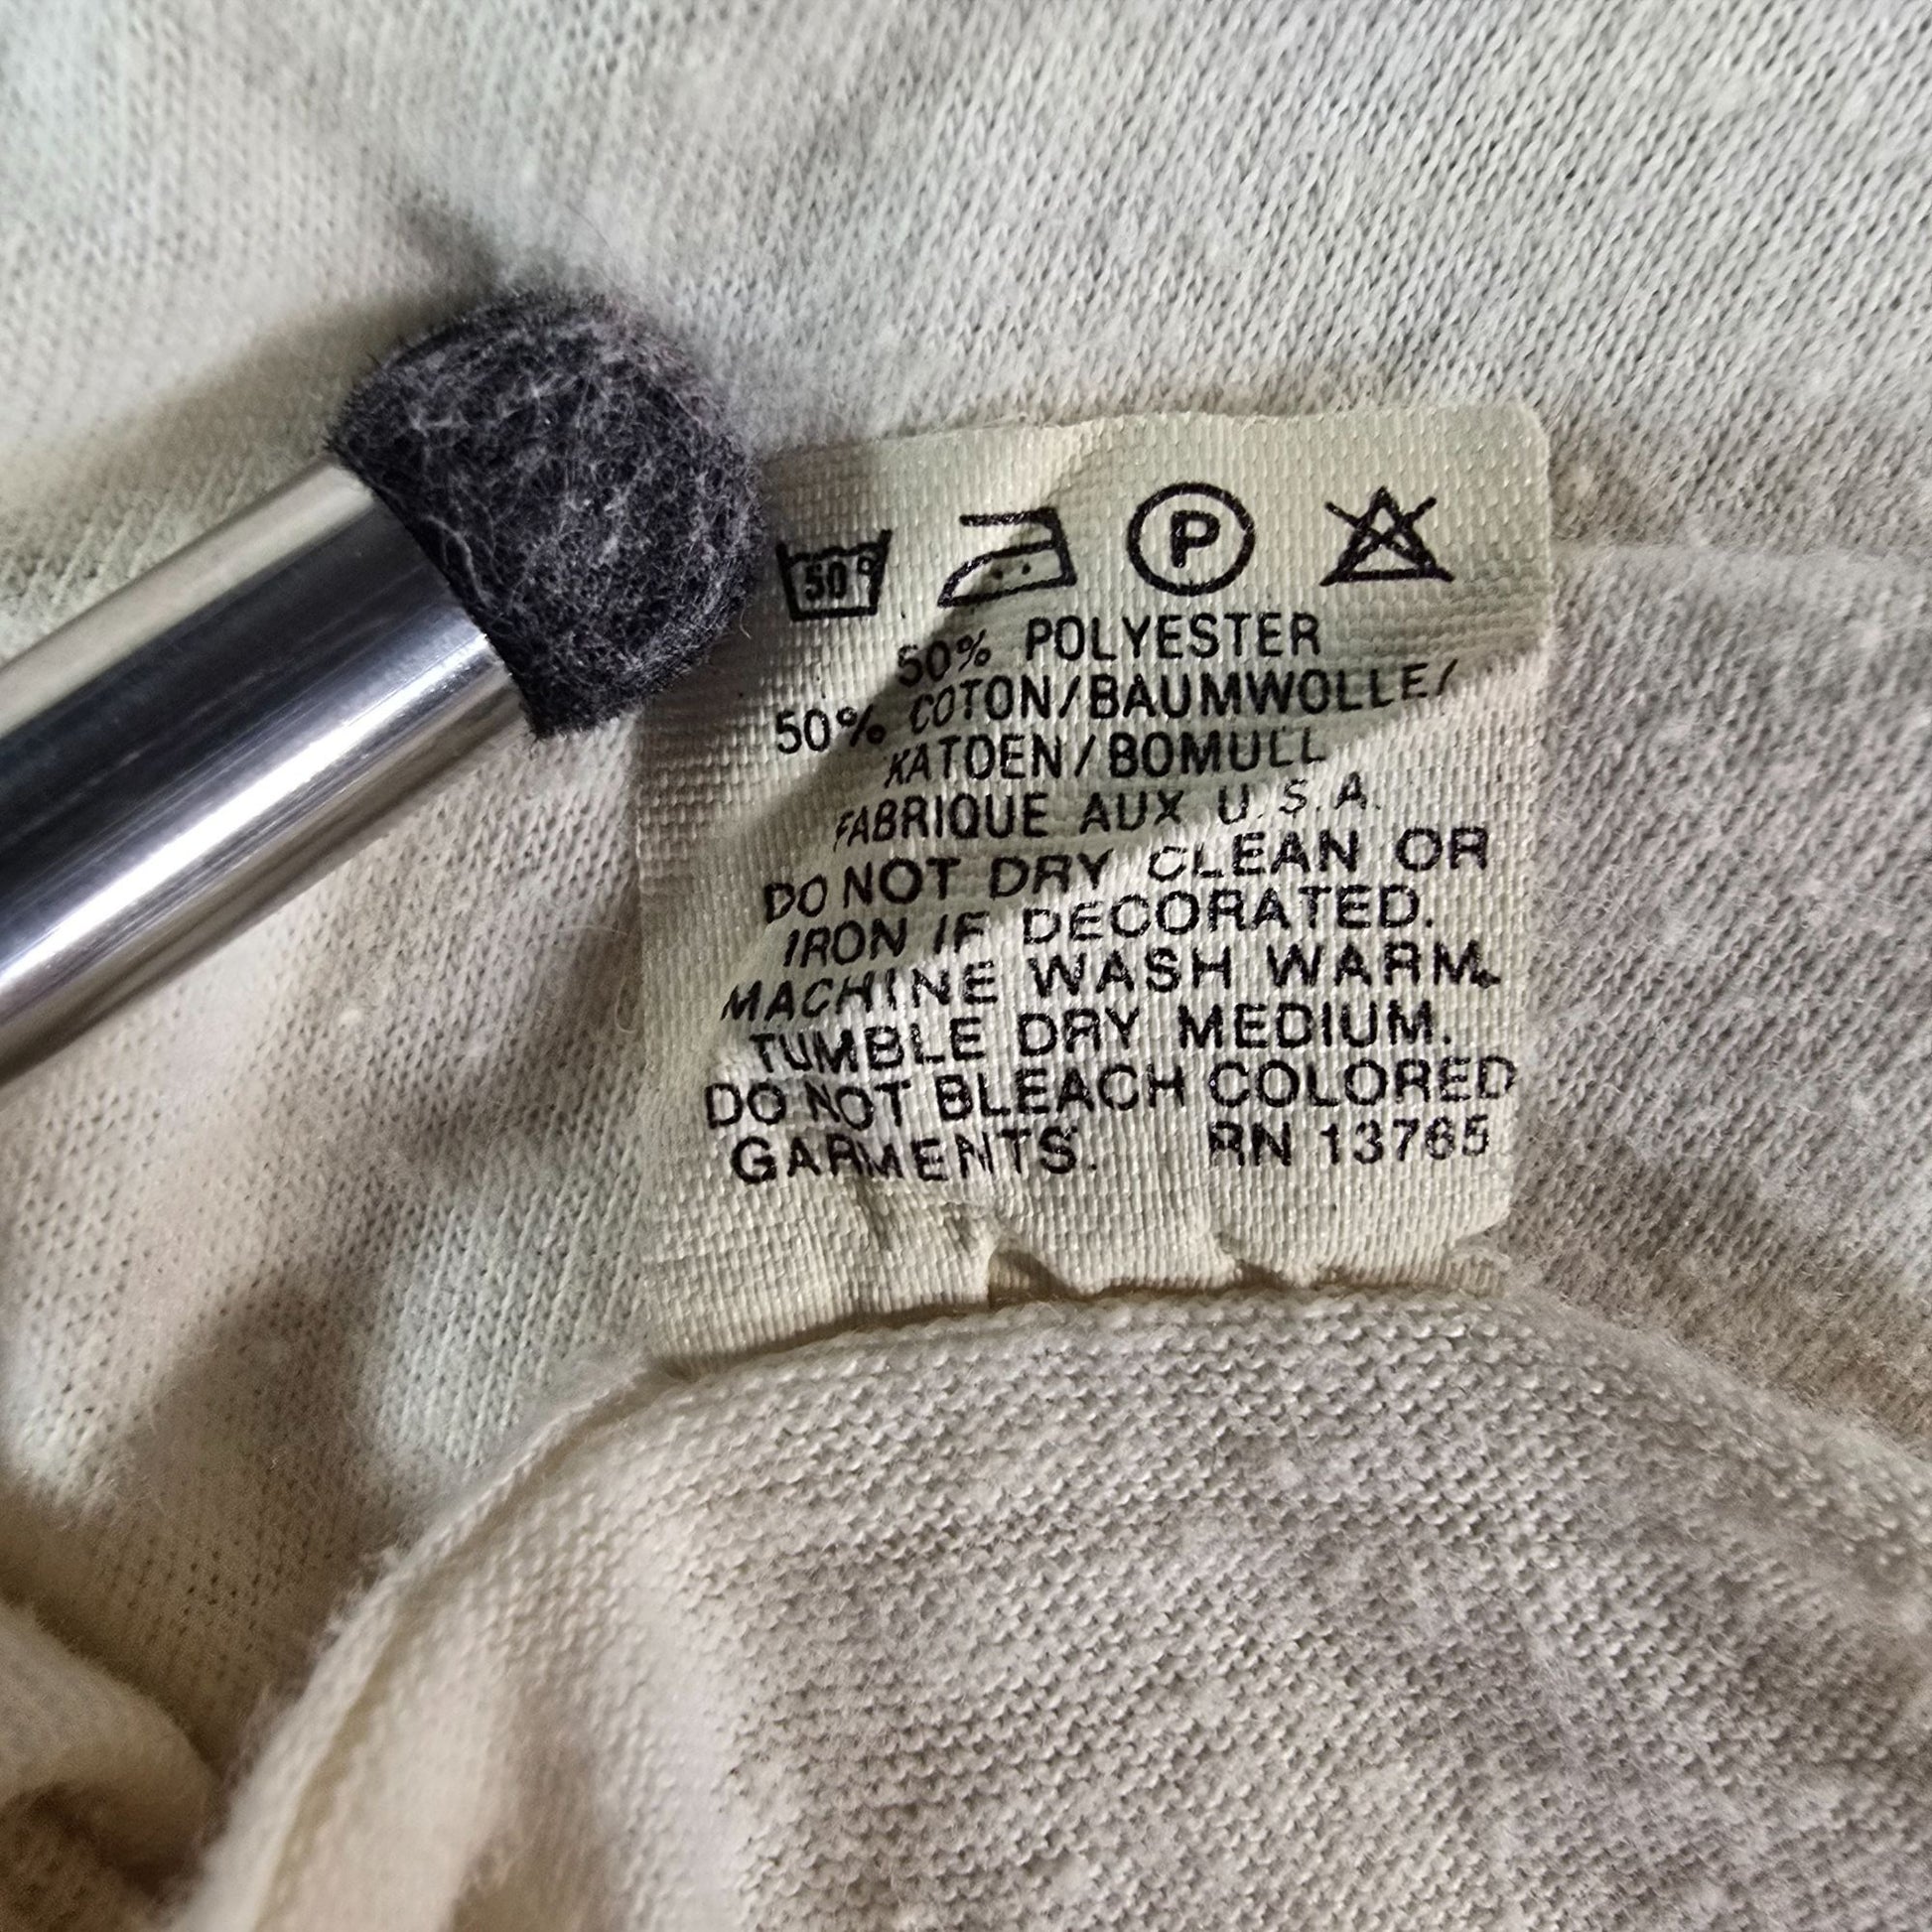 50°
P
50% POLYESTER
50% COTON/BAUMWOLLE/
KATOEN/BOMULL
FABRIQUE AUX U.S.A.
DO NOT DRY CLEAN OR
IRON IF DECORATED.
MACHINE WASH WARM.
TUMBLE DRY MEDIUM.
DO NOT BLEACH COLORED
GARMENTS. RN 13765